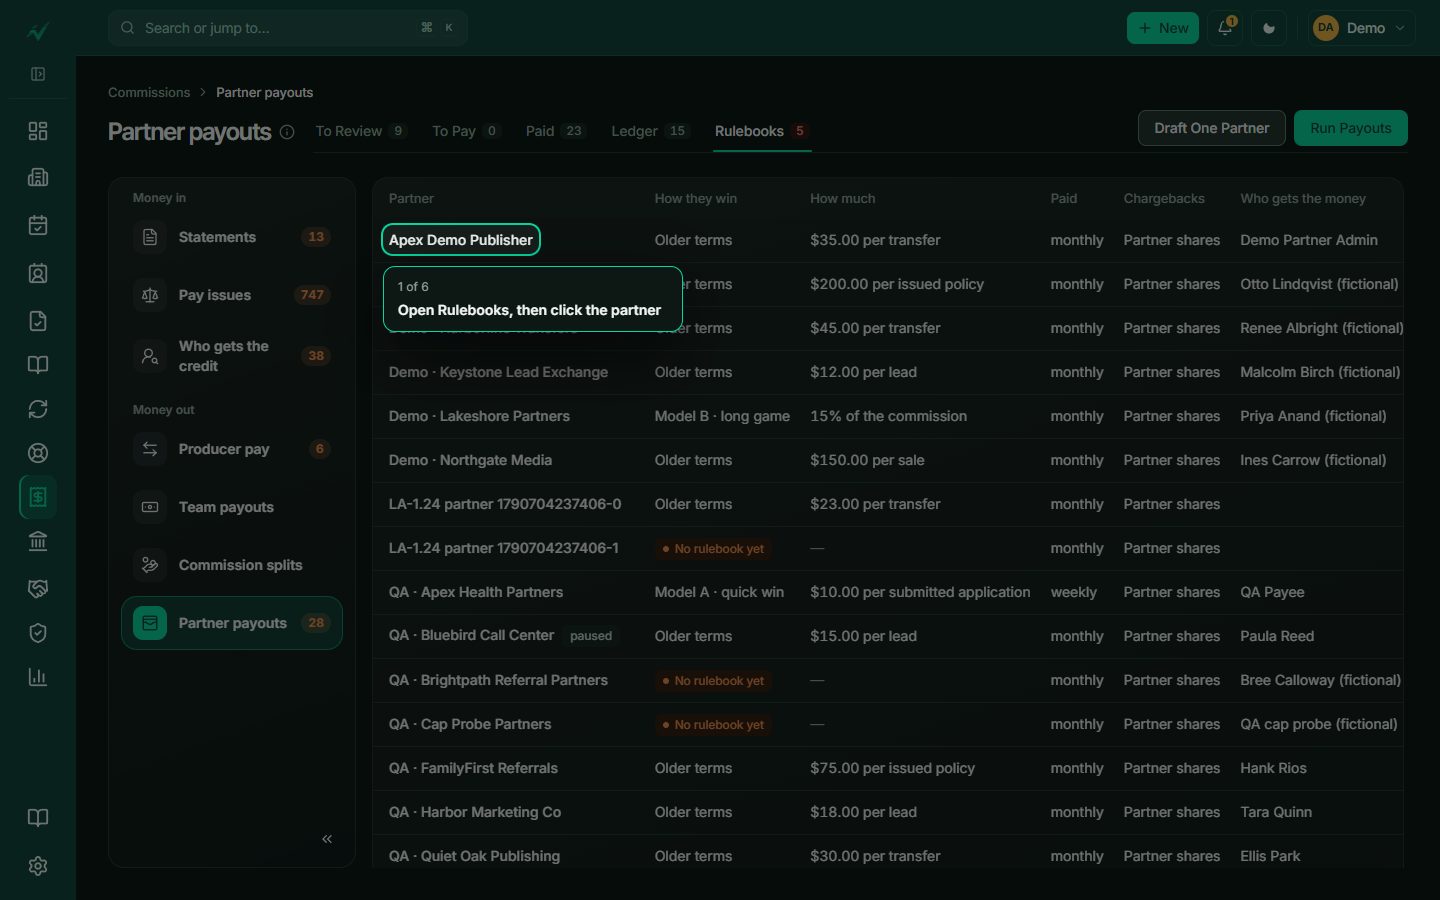 Search or jump to...
⌘ K
New
1
DA
Demo
Commissions > Partner payouts
Partner payouts
To Review 9
To Pay 0
Paid 23
Ledger 15
Rulebooks 5
Draft One Partner
Run Payouts
Money in
Statements 13
Pay issues 747
Who gets the
credit
38
Money out
Producer pay 6
Team payouts
Commission splits
Partner payouts 28
Partner How they win How much Paid Chargebacks Who gets the money
Apex Demo Publisher Older terms $35.00 per transfer monthly Partner shares Demo Partner Admin
1 of 6
Open Rulebooks, then click the partner
$200.00 per issued policy monthly Partner shares Otto Lindqvist (fictional)
$45.00 per transfer monthly Partner shares Renee Albright (fictional)
Demo · Keystone Lead Exchange Older terms $12.00 per lead monthly Partner shares Malcolm Birch (fictional)
Demo · Lakeshore Partners Model B · long game 15% of the commission monthly Partner shares Priya Anand (fictional)
Demo · Northgate Media Older terms $150.00 per sale monthly Partner shares Ines Carrow (fictional)
LA-1.24 partner 1790704237406-0 Older terms $23.00 per transfer monthly Partner shares
LA-1.24 partner 1790704237406-1 No rulebook yet — monthly Partner shares
QA · Apex Health Partners Model A · quick win $10.00 per submitted application weekly Partner shares QA Payee
QA · Bluebird Call Center paused Older terms $15.00 per lead monthly Partner shares Paula Reed
QA · Brightpath Referral Partners No rulebook yet — monthly Partner shares Bree Calloway (fictional)
QA · Cap Probe Partners No rulebook yet — monthly Partner shares QA cap probe (fictional)
QA · FamilyFirst Referrals Older terms $75.00 per issued policy monthly Partner shares Hank Rios
QA · Harbor Marketing Co Older terms $18.00 per lead monthly Partner shares Tara Quinn
QA · Quiet Oak Publishing Older terms $30.00 per transfer monthly Partner shares Ellis Park